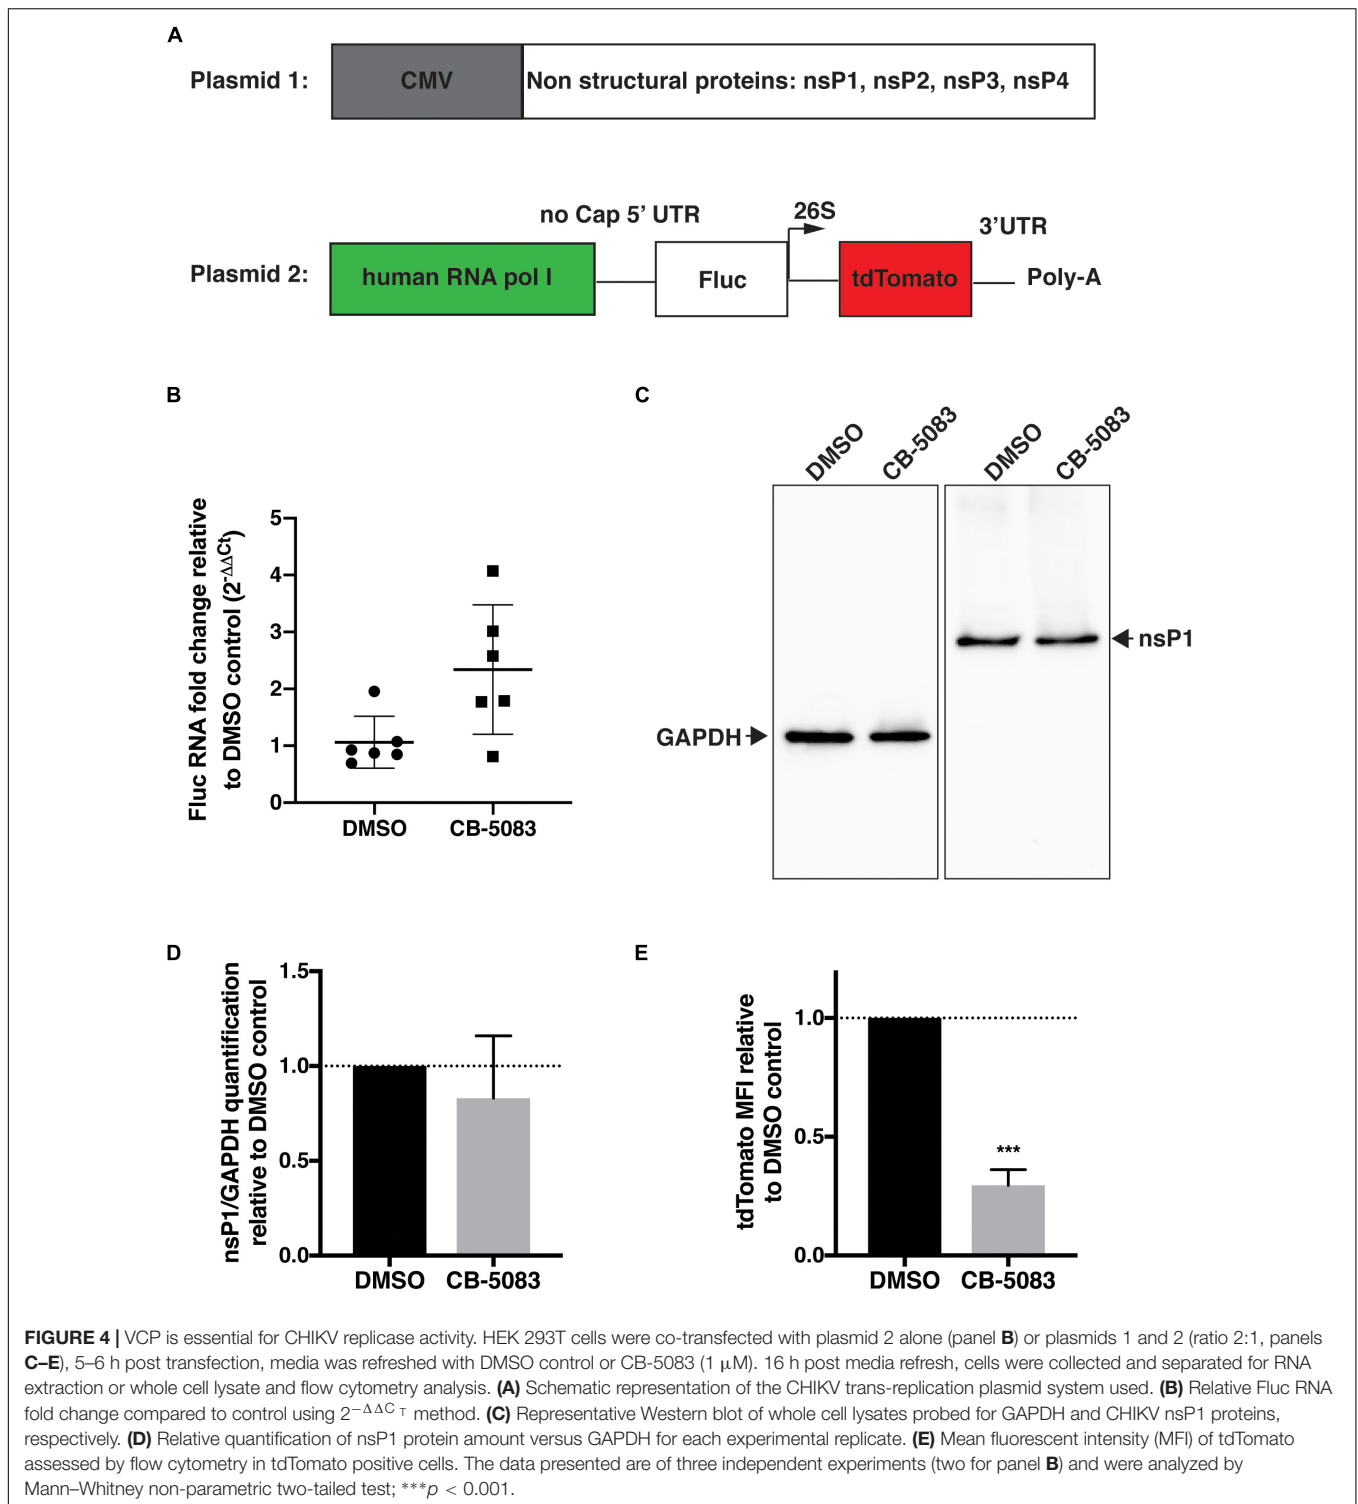 A
Plasmid 1:
CMV
Non structural proteins: nsP1, nsP2, nsP3, nsP4
no Cap 5' UTR
26S
3'UTR
Plasmid 2:
human RNA pol I
Fluc
tdTomato
Poly-A
B
Fluc RNA fold change relative
to DMSO control (2^-ΔΔCt)
5
4
3
2
1
0
DMSO
CB-5083
C
DMSO
CB-5083
DMSO
CB-5083
nsP1
GAPDH
D
nsP1/GAPDH quantification
relative to DMSO control
1.5
1.0
0.5
0.0
DMSO
CB-5083
E
tdTomato MFI relative
to DMSO control
1.0
0.5
0.0
***
DMSO
CB-5083
FIGURE 4 | VCP is essential for CHIKV replicase activity. HEK 293T cells were co-transfected with plasmid 2 alone (panel B) or plasmids 1 and 2 (ratio 2:1, panels
C–E), 5–6 h post transfection, media was refreshed with DMSO control or CB-5083 (1 μM). 16 h post media refresh, cells were collected and separated for RNA
extraction or whole cell lysate and flow cytometry analysis. (A) Schematic representation of the CHIKV trans-replication plasmid system used. (B) Relative Fluc RNA
fold change compared to control using 2^−ΔΔC_T method. (C) Representative Western blot of whole cell lysates probed for GAPDH and CHIKV nsP1 proteins,
respectively. (D) Relative quantification of nsP1 protein amount versus GAPDH for each experimental replicate. (E) Mean fluorescent intensity (MFI) of tdTomato
assessed by flow cytometry in tdTomato positive cells. The data presented are of three independent experiments (two for panel B) and were analyzed by
Mann–Whitney non-parametric two-tailed test; ***p < 0.001.